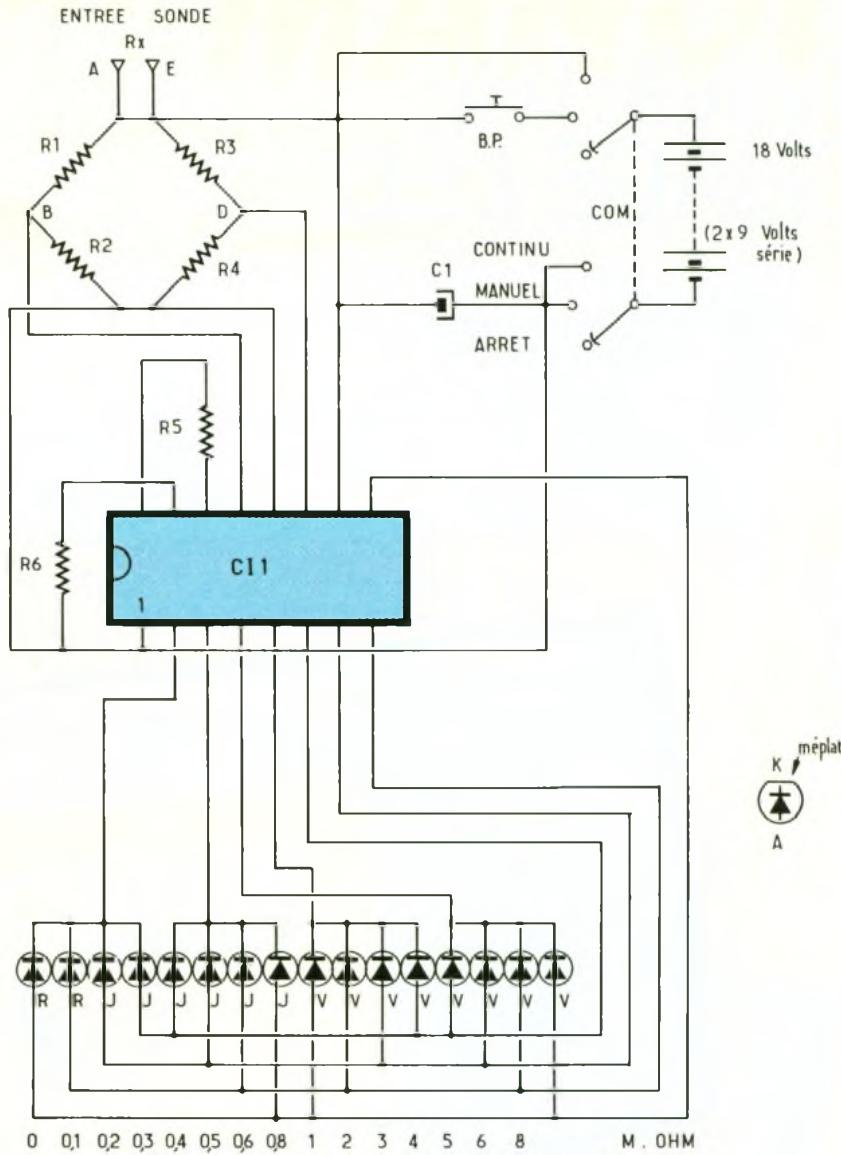 ENTREE SONDE
Rx
A E
R1 R3
B D
R2 R4
B.P.
18 Volts
COM
(2x9 Volts
série)
CONTINU
C1
MANUEL
ARRET
R5
R6
CI1
1
méplat
K
A
R R J J J J J J V V V V V V V V
0 0,1 0,2 0,3 0,4 0,5 0,6 0,8 1 2 3 4 5 6 8 M. OHM